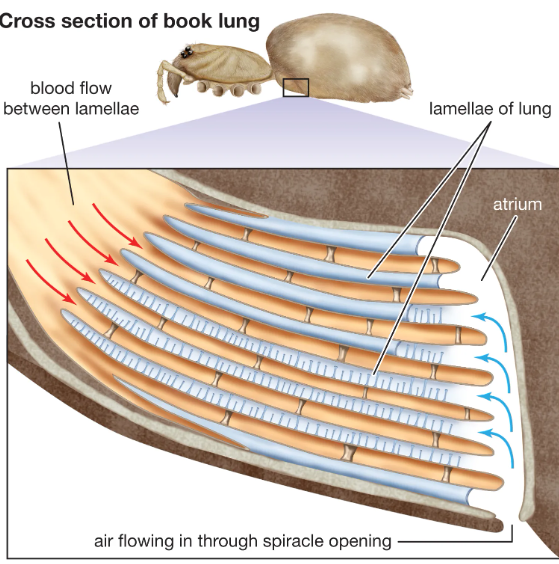 Cross section of book lung
blood flow
between lamellae
lamellae of lung
atrium
air flowing in through spiracle opening